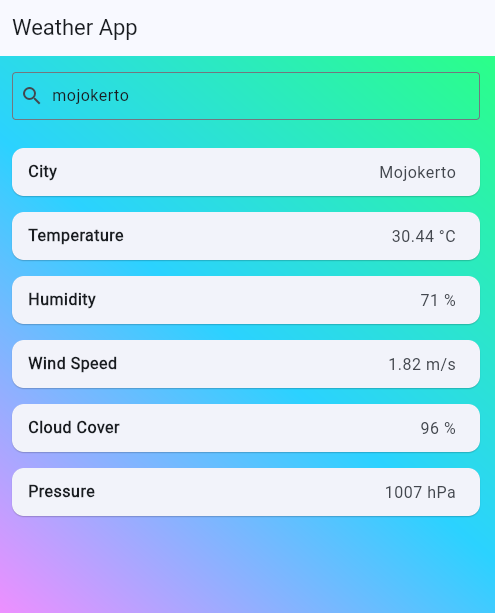 Weather App
mojokerto
City Mojokerto
Temperature 30.44 °C
Humidity 71 %
Wind Speed 1.82 m/s
Cloud Cover 96 %
Pressure 1007 hPa